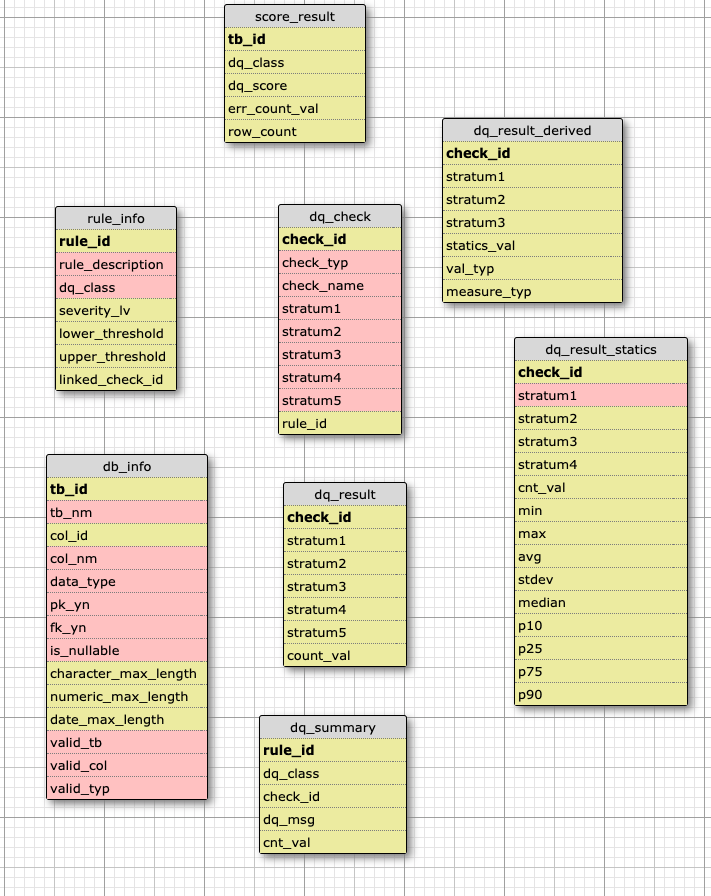 score_result
tb_id
dq_class
dq_score
err_count_val
row_count
dq_result_derived
check_id
stratum1
stratum2
stratum3
statics_val
val_typ
measure_typ
rule_info
rule_id
rule_description
dq_class
severity_lv
lower_threshold
upper_threshold
linked_check_id
dq_check
check_id
check_typ
check_name
stratum1
stratum2
stratum3
stratum4
stratum5
rule_id
dq_result_statics
check_id
stratum1
stratum2
stratum3
stratum4
cnt_val
min
max
avg
stdev
median
p10
p25
p75
p90
db_info
tb_id
tb_nm
col_id
col_nm
data_type
pk_yn
fk_yn
is_nullable
character_max_length
numeric_max_length
date_max_length
valid_tb
valid_col
valid_typ
dq_result
check_id
stratum1
stratum2
stratum3
stratum4
stratum5
count_val
dq_summary
rule_id
dq_class
check_id
dq_msg
cnt_val